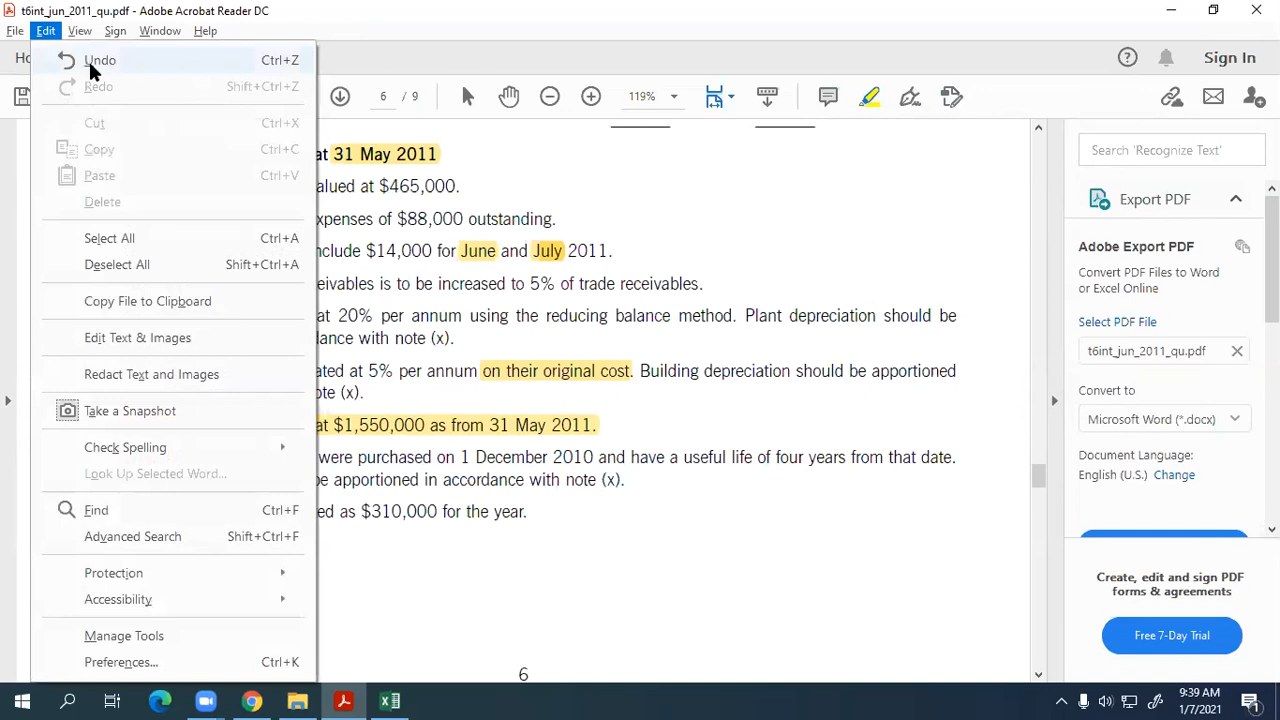 t6int_jun_2011_qu.pdf - Adobe Acrobat Reader DC
File Edit View Sign Window Help
Ho
Sign In
6 / 9
119%
Undo Ctrl+Z
Redo Shift+Ctrl+Z
Cut Ctrl+X
Copy Ctrl+C
Paste Ctrl+V
Delete
Select All Ctrl+A
Deselect All Shift+Ctrl+A
Copy File to Clipboard
Edit Text & Images
Redact Text and Images
Take a Snapshot
Check Spelling
Look Up Selected Word...
Find Ctrl+F
Advanced Search Shift+Ctrl+F
Protection
Accessibility
Manage Tools
Preferences... Ctrl+K
at 31 May 2011
alued at $465,000.
xpenses of $88,000 outstanding.
nclude $14,000 for June and July 2011.
eivables is to be increased to 5% of trade receivables.
at 20% per annum using the reducing balance method. Plant depreciation should be
dance with note (x).
ated at 5% per annum on their original cost. Building depreciation should be apportioned
note (x).
at $1,550,000 as from 31 May 2011.
were purchased on 1 December 2010 and have a useful life of four years from that date.
be apportioned in accordance with note (x).
ed as $310,000 for the year.
6
Search 'Recognize Text'
Export PDF
Adobe Export PDF
Convert PDF Files to Word
or Excel Online
Select PDF File
t6int_jun_2011_qu.pdf
Convert to
Microsoft Word (*.docx)
Document Language:
English (U.S.) Change
Create, edit and sign PDF
forms & agreements
Free 7-Day Trial
9:39 AM
1/7/2021
1